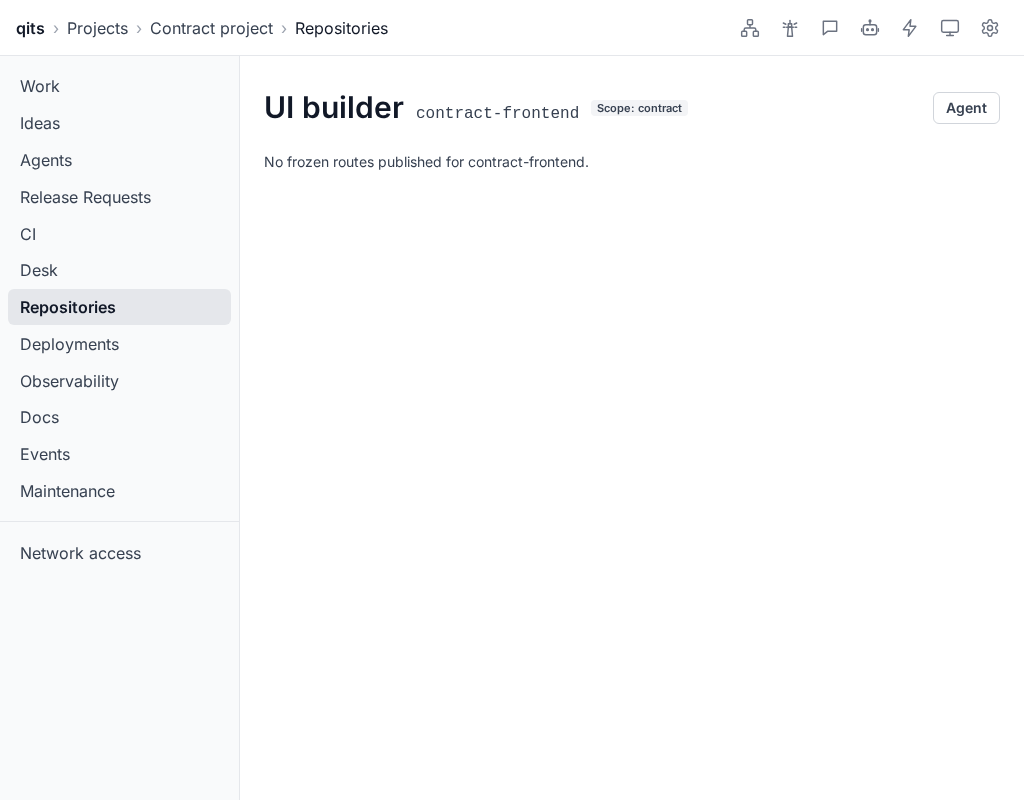 qits › Projects › Contract project › Repositories
Work
Ideas
Agents
Release Requests
CI
Desk
Repositories
Deployments
Observability
Docs
Events
Maintenance
Network access
UI builder contract-frontend Scope: contract
Agent
No frozen routes published for contract-frontend.